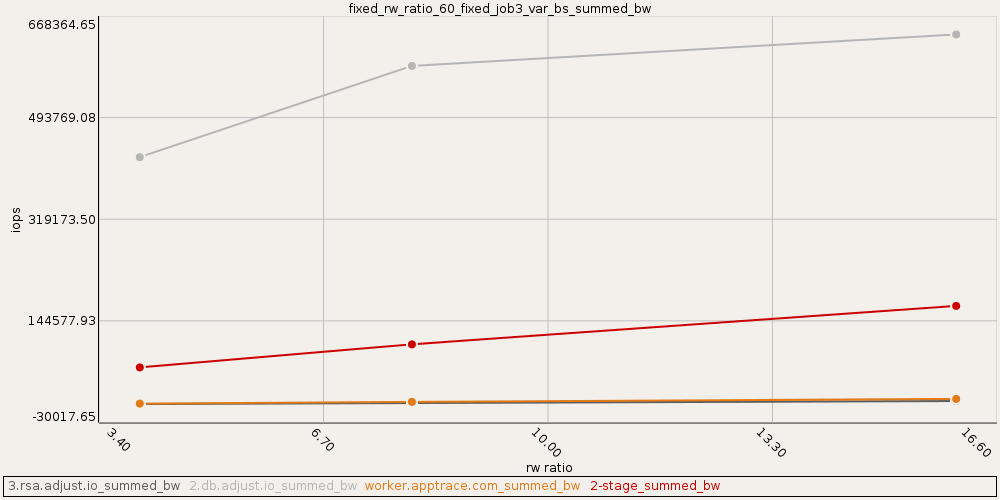 fixed_rw_ratio_60_fixed_job3_var_bs_summed_bw
668364.65
493769.08
319173.50
144577.93
-30017.65
iops
3.40
6.70
10.00
13.30
16.60
rw ratio
3.rsa.adjust.io_summed_bw 2.db.adjust.io_summed_bw worker.apptrace.com_summed_bw 2-stage_summed_bw